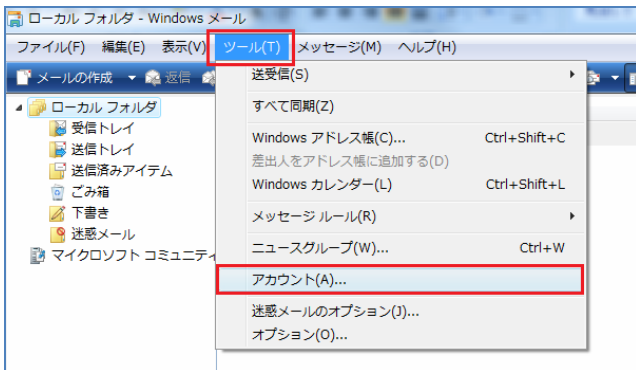 ローカル フォルダ - Windows メール
ファイル(F) 編集(E) 表示(V) ツール(T) メッセージ(M) ヘルプ(H)
メールの作成 返信
ローカル フォルダ
受信トレイ
送信トレイ
送信済みアイテム
ごみ箱
下書き
迷惑メール
マイクロソフト コミュニティ
送受信(S)
すべて同期(Z)
Windows アドレス帳(C)... Ctrl+Shift+C
差出人をアドレス帳に追加する(D)
Windows カレンダー(L) Ctrl+Shift+L
メッセージ ルール(R)
ニュースグループ(W)... Ctrl+W
アカウント(A)...
迷惑メールのオプション(J)...
オプション(O)...